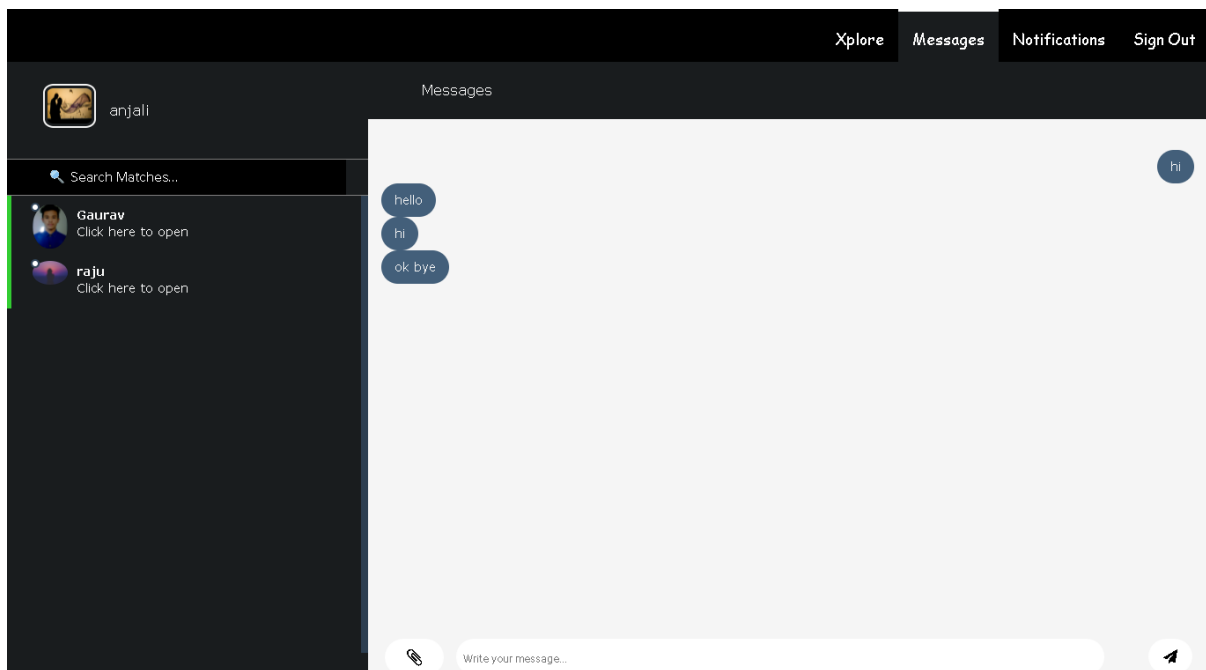 Xplore Messages Notifications Sign Out
anjali
Messages
Search Matches...
Gaurav
Click here to open
raju
Click here to open
hi
hello
hi
ok bye
Write your message...